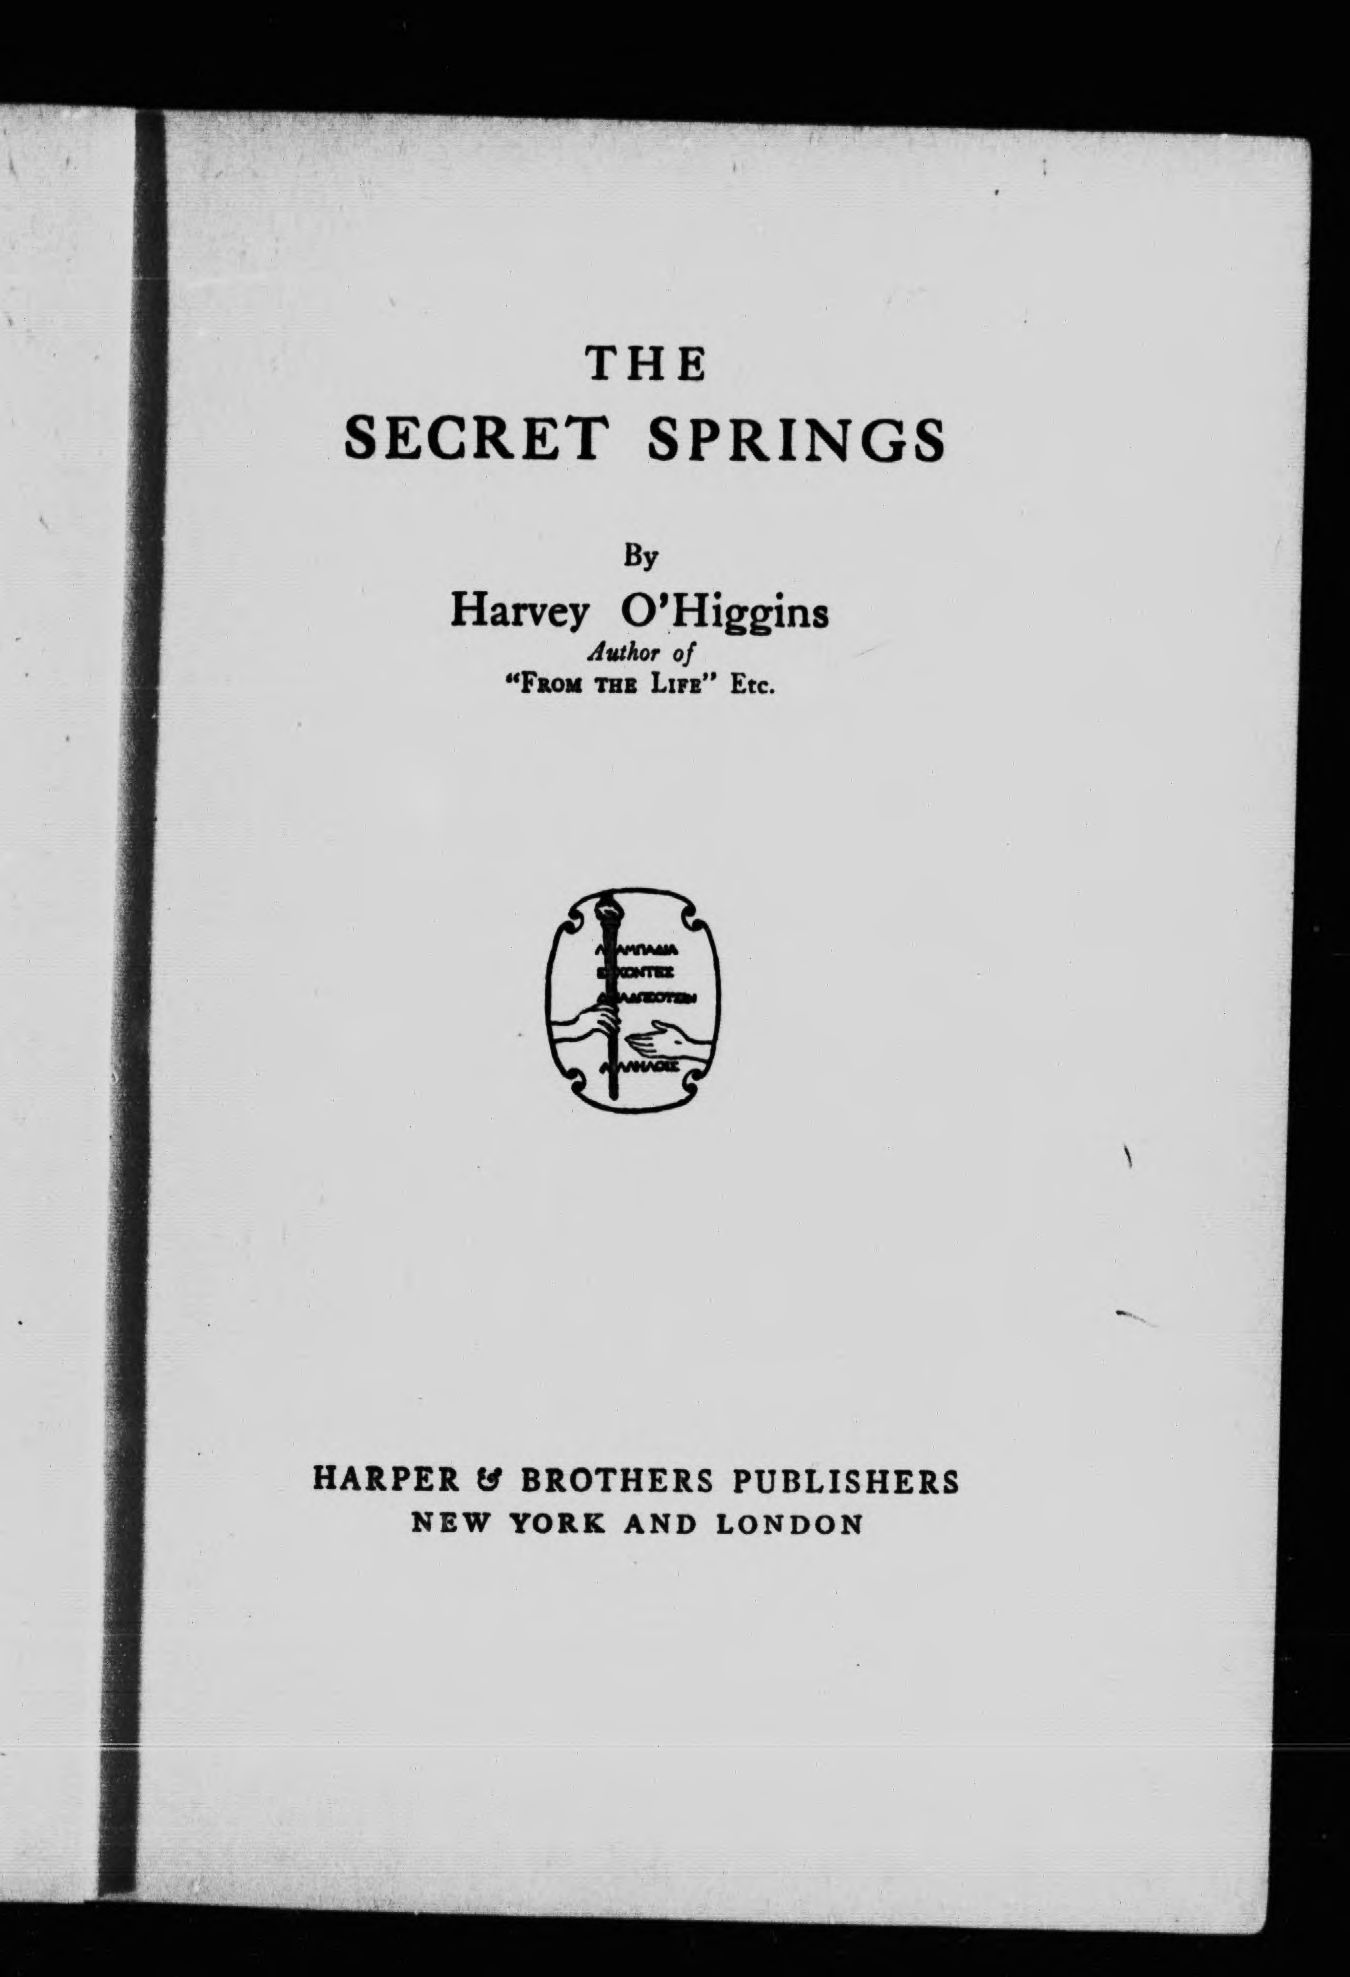 THE
SECRET SPRINGS
By
Harvey O'Higgins
Author of
"FROM THE LIFE" Etc.
HARPER & BROTHERS PUBLISHERS
NEW YORK AND LONDON